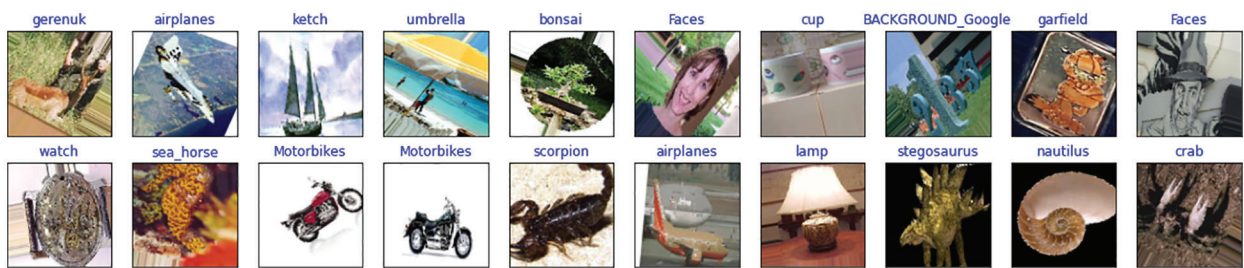 gerenuk airplanes ketch umbrella bonsai Faces cup BACKGROUND_Google garfield Faces
watch sea_horse Motorbikes Motorbikes scorpion airplanes lamp stegosaurus nautilus crab